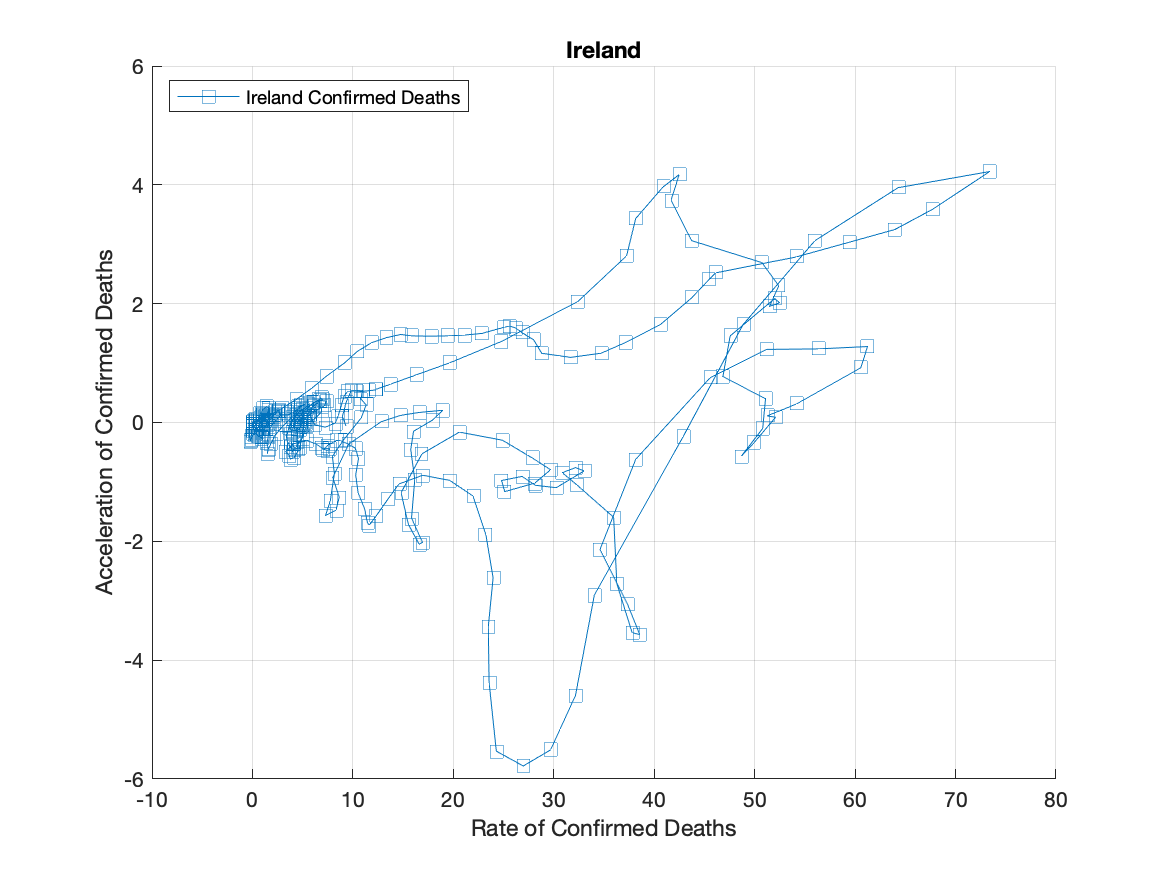 Ireland
Ireland Confirmed Deaths
6
4
2
0
-2
-4
-6
Acceleration of Confirmed Deaths
-10 0 10 20 30 40 50 60 70 80
Rate of Confirmed Deaths